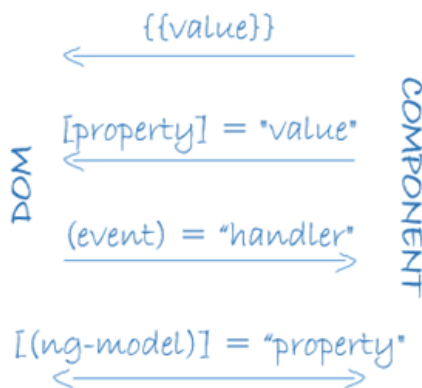 {{value}}
[property] = "value"
DOM
COMPONENT
(event) = "handler"
[(ng-model)] = "property"